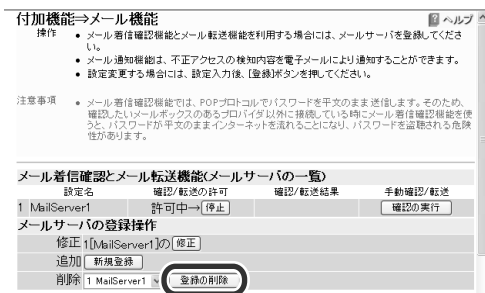 付加機能⇒メール機能
ヘルプ
操作
・メール着信確認機能とメール転送機能を利用する場合には、メールサーバを登録してくださ
い。
・メール通知機能は、不正アクセスの検知内容を電子メールにより通知することができます。
・設定変更する場合には、設定入力後、[登録]ボタンを押してください。
注意事項
・メール着信確認機能では、POPプロトコルでパスワードを平文のまま送信します。そのため、
確認したいメールボックスのあるプロバイダ以外に接続している時にメール着信確認機能を使
うと、パスワードが平文のままインターネットを流れることになり、パスワードを盗聴される危険
性があります。
メール着信確認とメール転送機能(メールサーバの一覧)
設定名 確認/転送の許可 確認/転送結果 手動確認/転送
1 MailServer1 許可中→ 停止 確認の実行
メールサーバの登録操作
修正 1[MailServer1]の 修正
追加 新規登録
削除 1 MailServer1 登録の削除